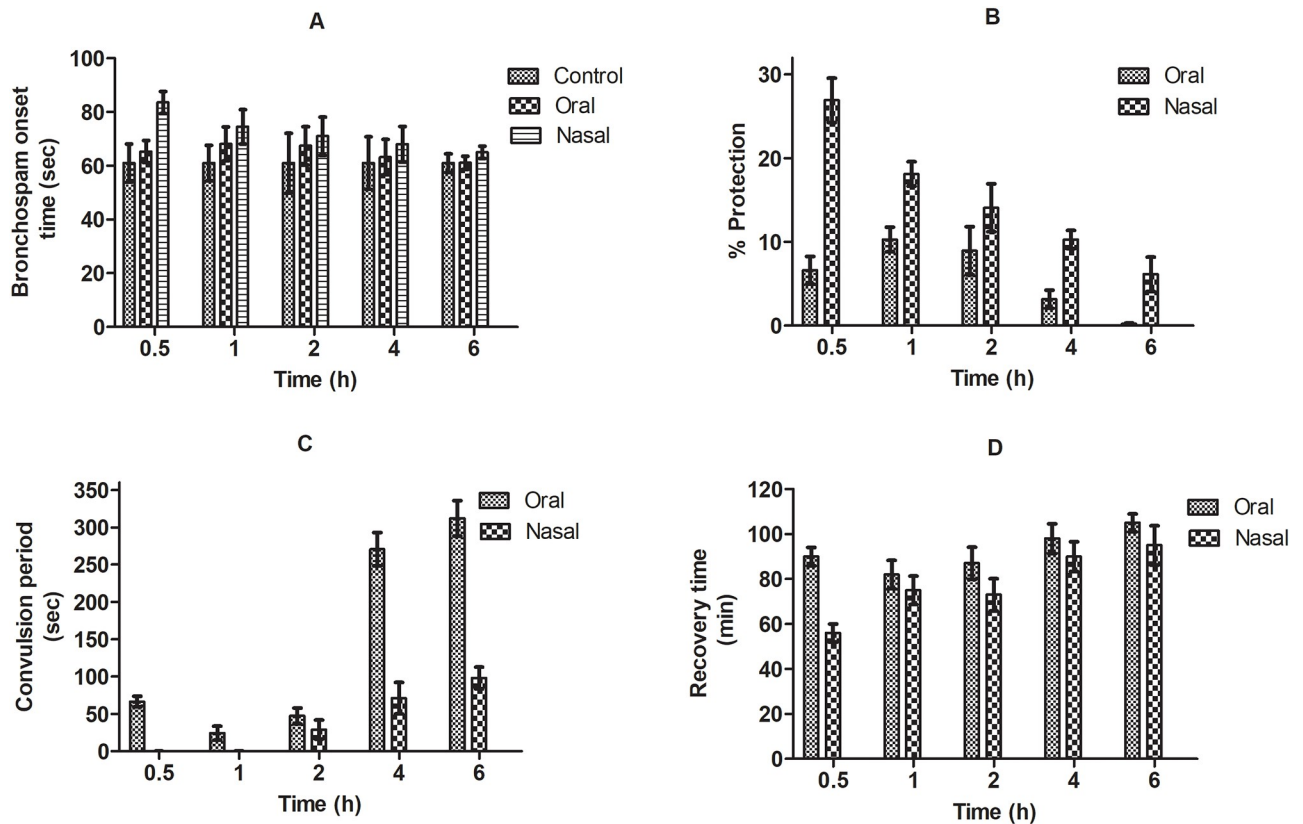 A
Bronchospam onset
time (sec)
100
80
60
40
20
0
Control
Oral
Nasal
0.5 1 2 4 6
Time (h)
B
% Protection
30
20
10
0
Oral
Nasal
0.5 1 2 4 6
Time (h)
C
Convulsion period
(sec)
350
300
250
200
150
100
50
0
Oral
Nasal
0.5 1 2 4 6
Time (h)
D
Recovery time
(min)
120
100
80
60
40
20
0
Oral
Nasal
0.5 1 2 4 6
Time (h)